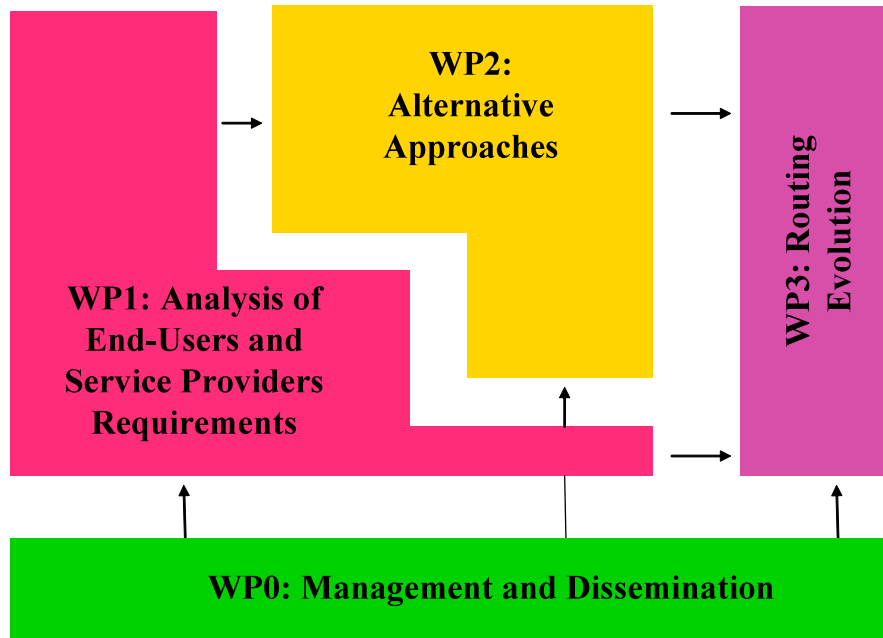 WP2:
Alternative
Approaches
WP3: Routing
Evolution
WP1: Analysis of
End-Users and
Service Providers
Requirements
WP0: Management and Dissemination